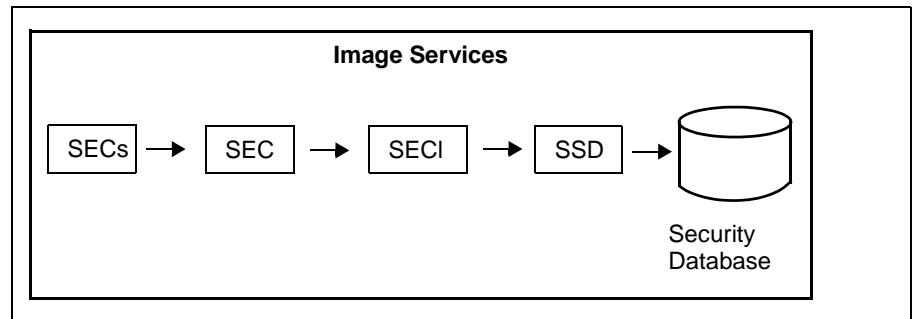 Image Services
SECs
SEC
SECI
SSD
Security
Database